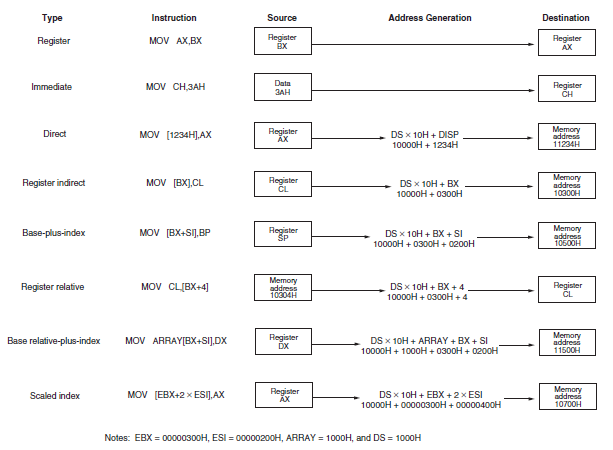 Type Instruction Source Address Generation Destination
Register MOV AX,BX Register BX Register AX
Immediate MOV CH,3AH Data 3AH Register CH
Direct MOV [1234H],AX Register AX DS × 10H + DISP 10000H + 1234H Memory address 11234H
Register indirect MOV [BX],CL Register CL DS × 10H + BX 10000H + 0300H Memory address 10300H
Base-plus-index MOV [BX+SI],BP Register SP DS × 10H + BX + SI 10000H + 0300H + 0200H Memory address 10500H
Register relative MOV CL,[BX+4] Memory address 10304H DS × 10H + BX + 4 10000H + 0300H + 4 Register CL
Base relative-plus-index MOV ARRAY[BX+SI],DX Register DX DS × 10H + ARRAY + BX + SI 10000H + 1000H + 0300H + 0200H Memory address 11500H
Scaled index MOV [EBX+2 × ESI],AX Register AX DS × 10H + EBX + 2 × ESI 10000H + 00000300H + 00000400H Memory address 10700H
Notes: EBX = 00000300H, ESI = 00000200H, ARRAY = 1000H, and DS = 1000H